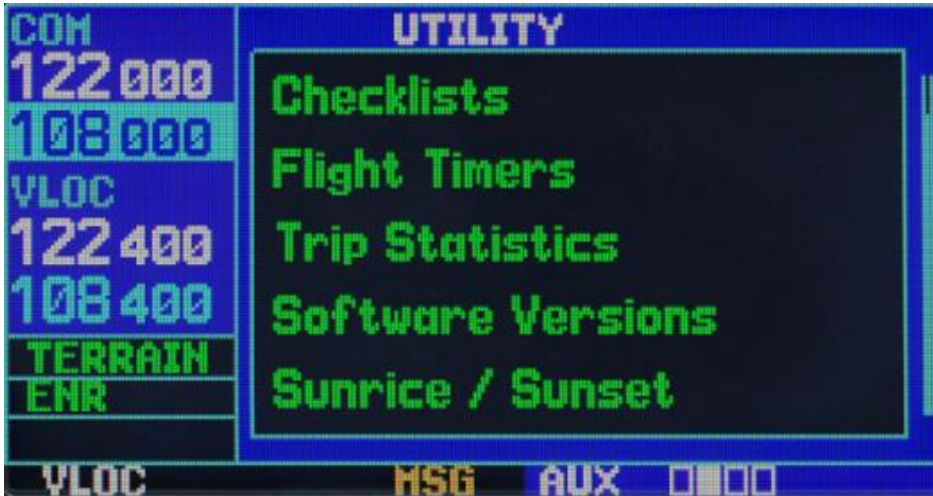 COM
122 000
108 000
VLOC
122 400
108 400
TERRAIN
ENR
UTILITY
Checklists
Flight Timers
Trip Statistics
Software Versions
Sunrice / Sunset
VLOC
MSG
AUX